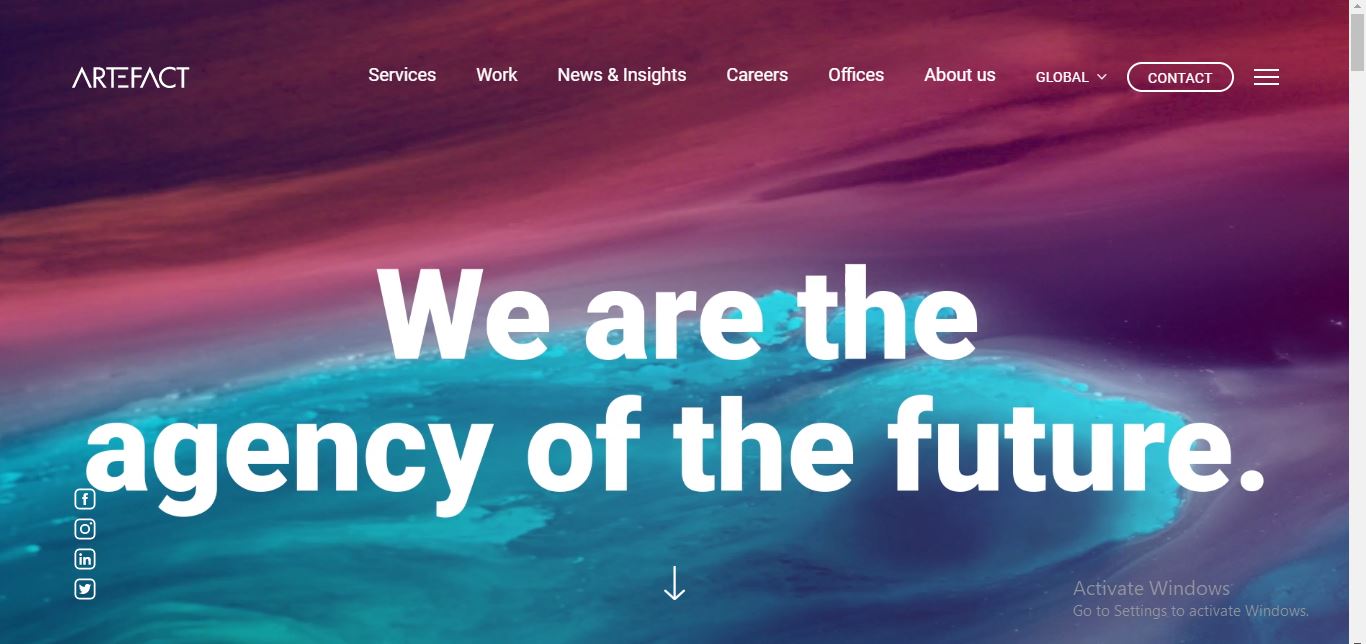 ARTEFACT
Services
Work
News & Insights
Careers
Offices
About us
GLOBAL
CONTACT
We are the
agency of the future.
Activate Windows
Go to Settings to activate Windows.